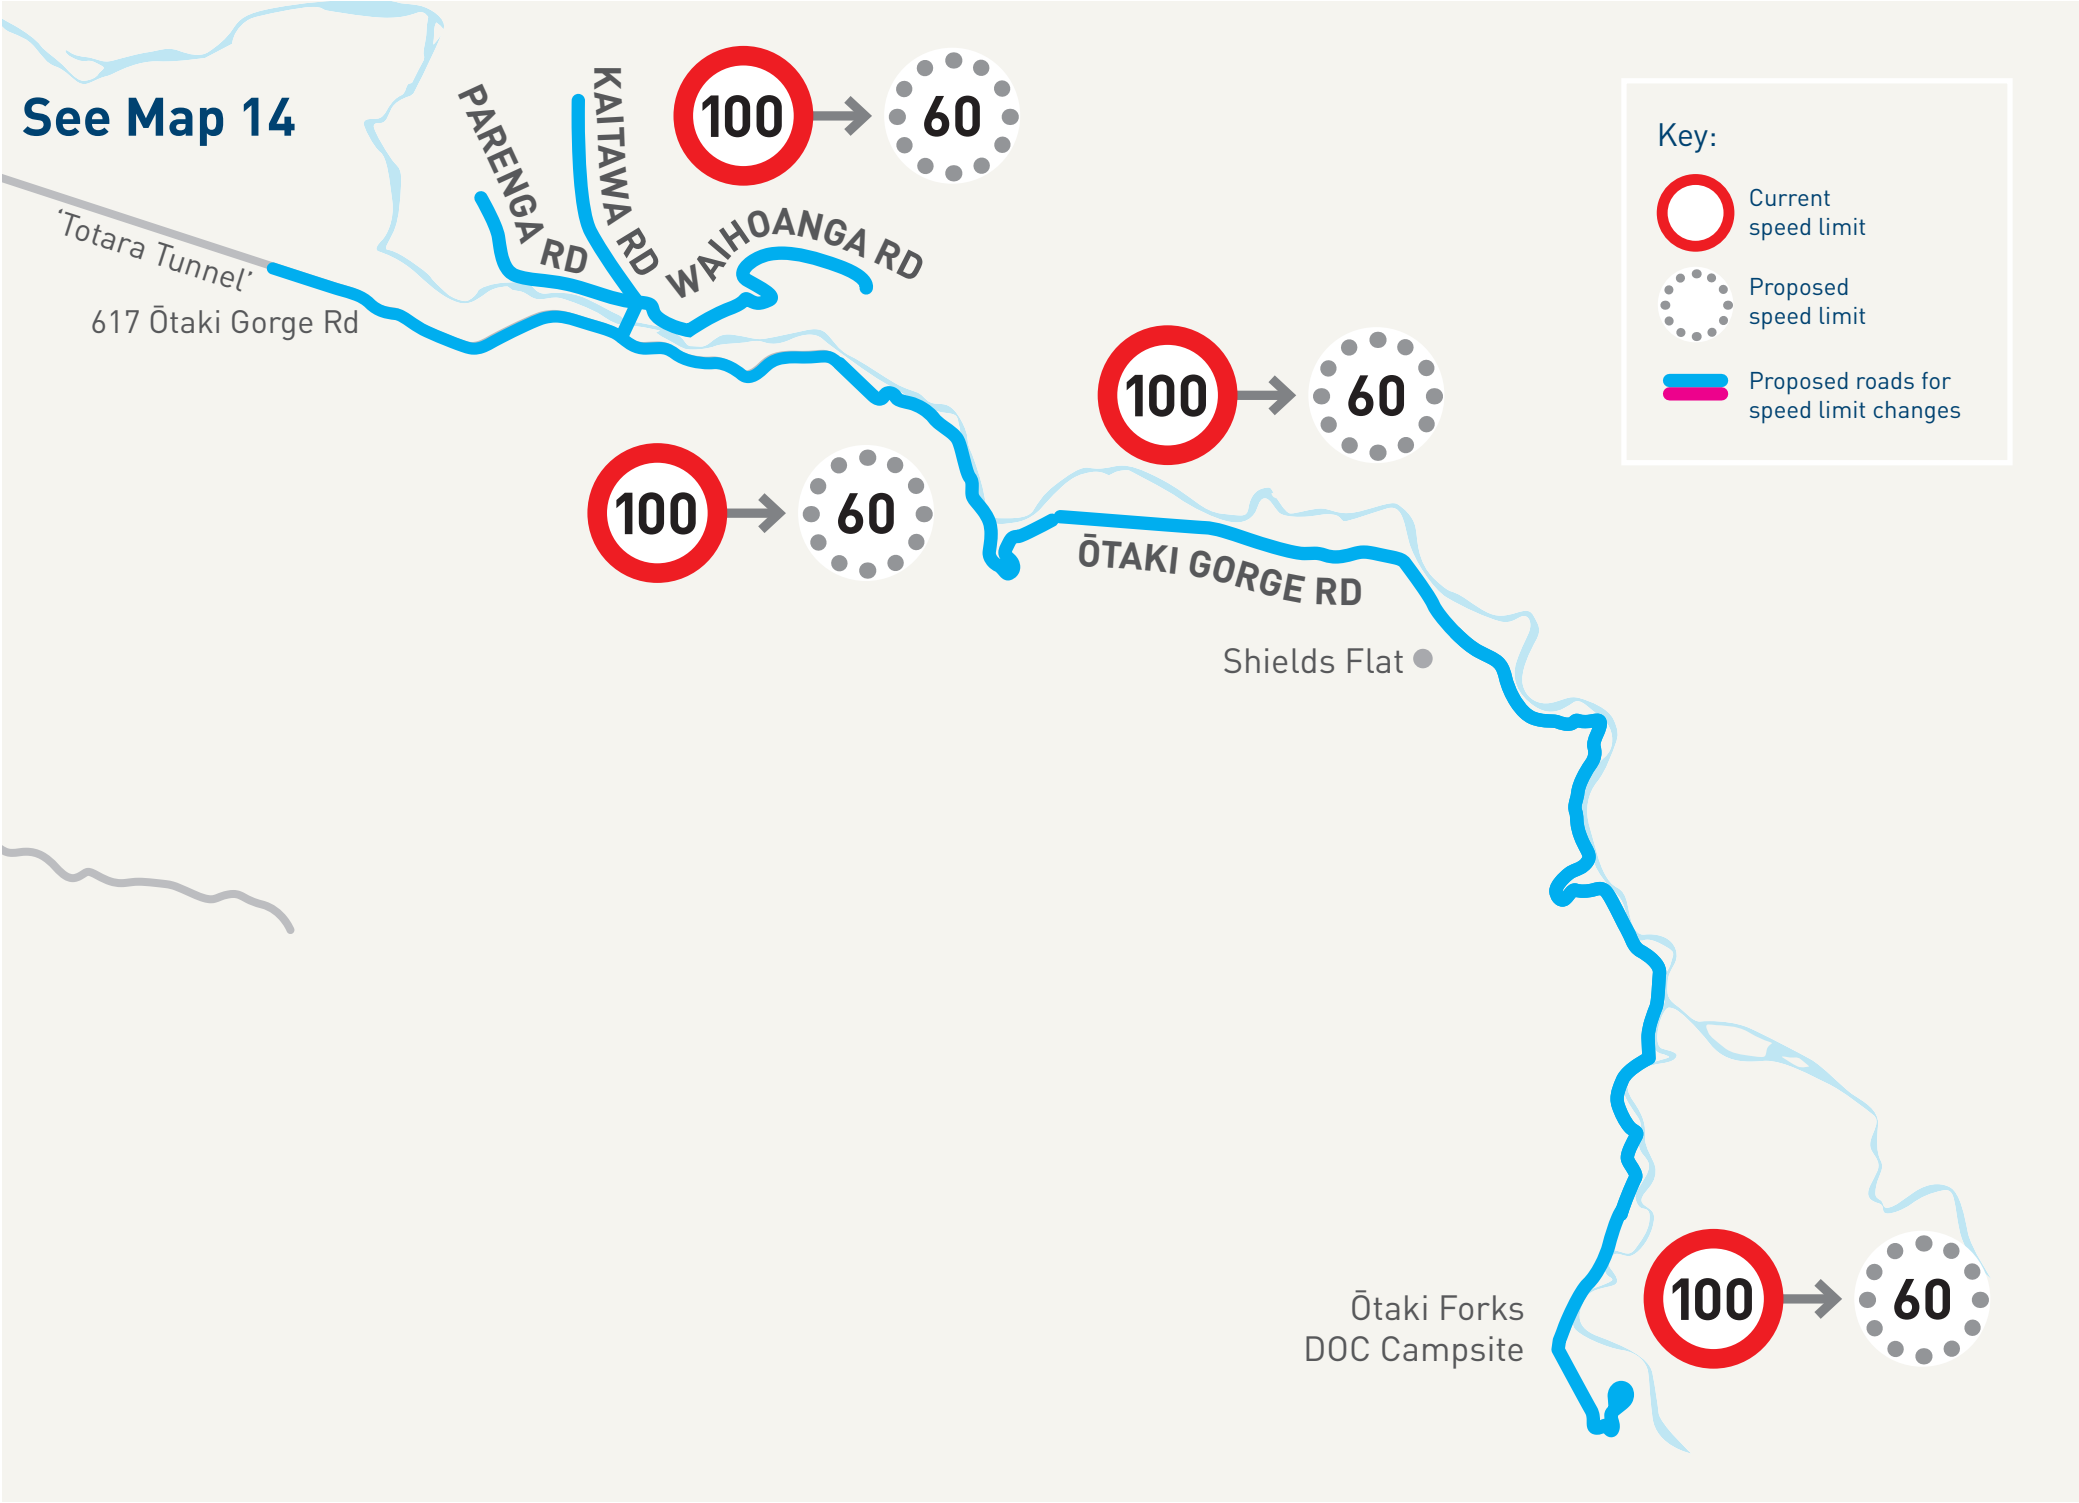 See Map 14
PARENGA RD
KAITAWA RD
WAIHOANGA RD
100
60
Key:
Current
speed limit
Proposed
speed limit
Proposed roads for
speed limit changes
‘Totara Tunnel’
617 Ōtaki Gorge Rd
100
60
100
60
ŌTAKI GORGE RD
Shields Flat
Ōtaki Forks
DOC Campsite
100
60